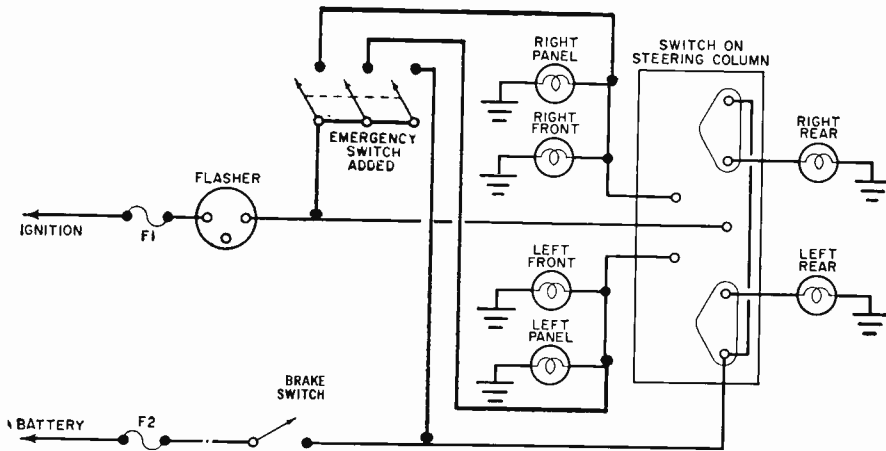 RIGHT
PANEL
SWITCH ON
STEERING COLUMN
RIGHT
FRONT
RIGHT
REAR
EMERGENCY
SWITCH
ADDED
FLASHER
IGNITION
F1
LEFT
FRONT
LEFT
REAR
LEFT
PANEL
BRAKE
SWITCH
BATTERY
F2